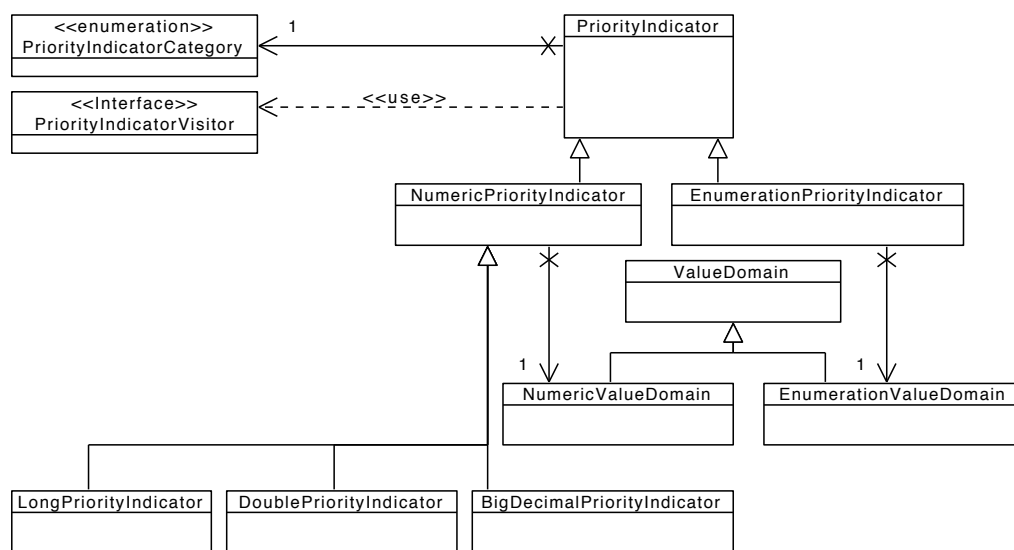 <<enumeration>>
PriorityIndicatorCategory
1
PriorityIndicator
<<Interface>>
PriorityIndicatorVisitor
<<use>>
NumericPriorityIndicator
EnumerationPriorityIndicator
ValueDomain
1
1
NumericValueDomain
EnumerationValueDomain
LongPriorityIndicator
DoublePriorityIndicator
BigDecimalPriorityIndicator